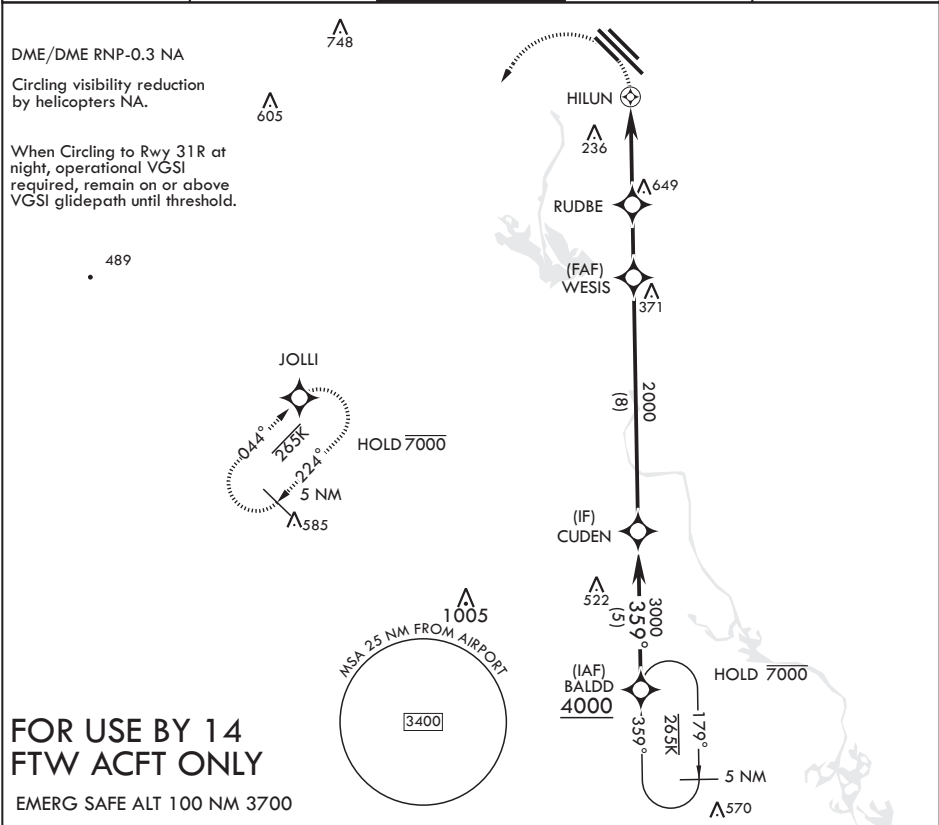 748
DME/DME RNP-0.3 NA
Circling visibility reduction
by helicopters NA.
605
HILUN
236
When Circling to Rwy 31R at
night, operational VGSI
required, remain on or above
VGSI glidepath until threshold.
649
RUDBE
489
(FAF)
WESIS
371
JOLLI
2000
(8)
044°
265K
224°
HOLD 7000
5 NM
585
(IF)
CUDEN
522
1005
3000
359°
(5)
MSA 25 NM FROM AIRPORT
3400
(IAF)
BALDD
4000
HOLD 7000
359°
265K
179°
5 NM
570
FOR USE BY 14
FTW ACFT ONLY
EMERG SAFE ALT 100 NM 3700